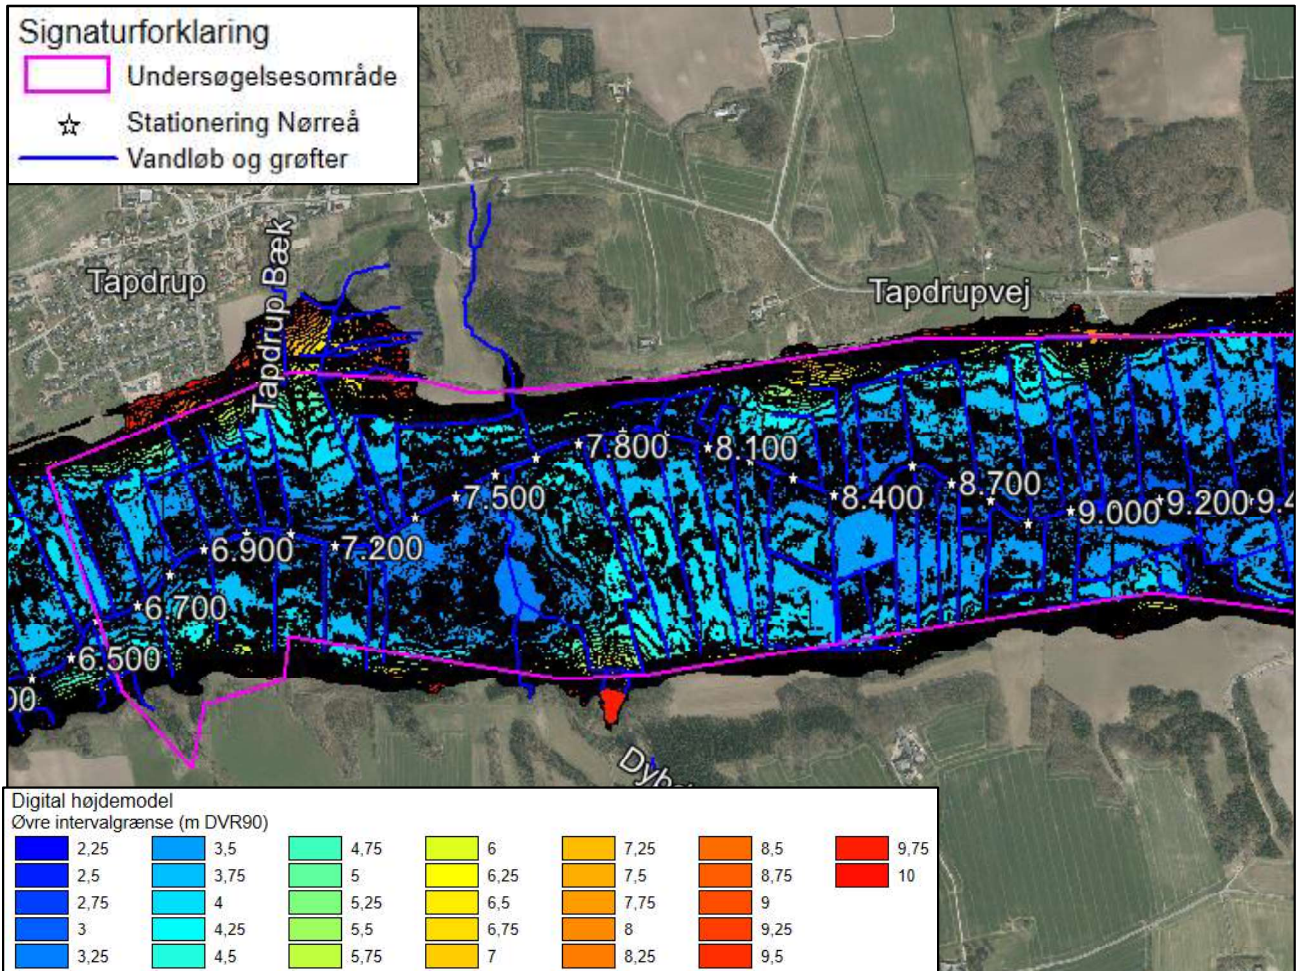 Signaturforklaring
Undersøgelsesområde
Stationering Nørreå
Vandløb og grøfter
Tapdrup
Tapdrup Bæk
Tapdrupvej
7.800
8.100
7.500
8.400
8.700
9.000
9.200
9.4
6.900
7.200
6.700
6.500
00
Digital højdemodel
Øvre intervalgrænse (m DVR90)
2,25 3,5 4,75 6 7,25 8,5 9,75
2,5 3,75 5 6,25 7,5 8,75 10
2,75 4 5,25 6,5 7,75 9
3 4,25 5,5 6,75 8 9,25
3,25 4,5 5,75 7 8,25 9,5